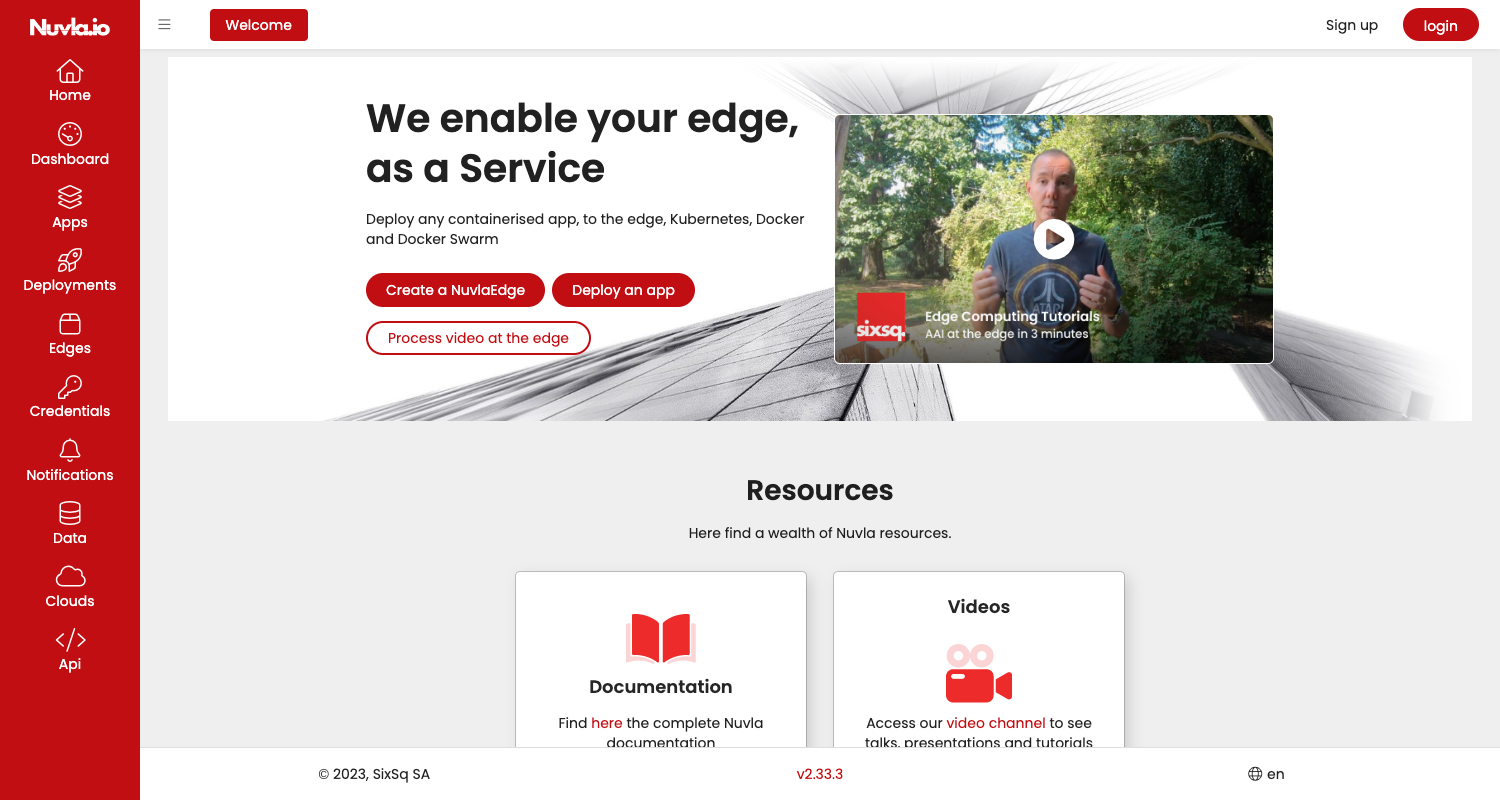 Nuvla.io
Home
Dashboard
Apps
Deployments
Edges
Credentials
Notifications
Data
Clouds
Api
Welcome
Sign up
login
We enable your edge,
as a Service
Deploy any containerised app, to the edge, Kubernetes, Docker
and Docker Swarm
Create a NuvlaEdge
Deploy an app
Process video at the edge
ATARI
sixsq.
Edge Computing Tutorials
AAI at the edge in 3 minutes
Resources
Here find a wealth of Nuvla resources.
Documentation
Find here the complete Nuvla
documentation
Videos
Access our video channel to see
talks, presentations and tutorials
© 2023, SixSq SA
v2.33.3
en